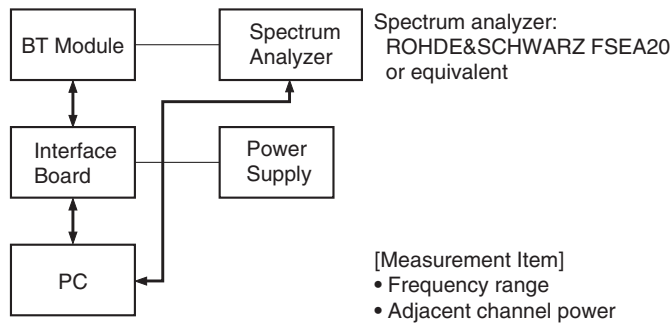 BT Module
Spectrum
Analyzer
Spectrum analyzer:
ROHDE&SCHWARZ FSEA20
or equivalent
Interface
Board
Power
Supply
PC
[Measurement Item]
• Frequency range
• Adjacent channel power